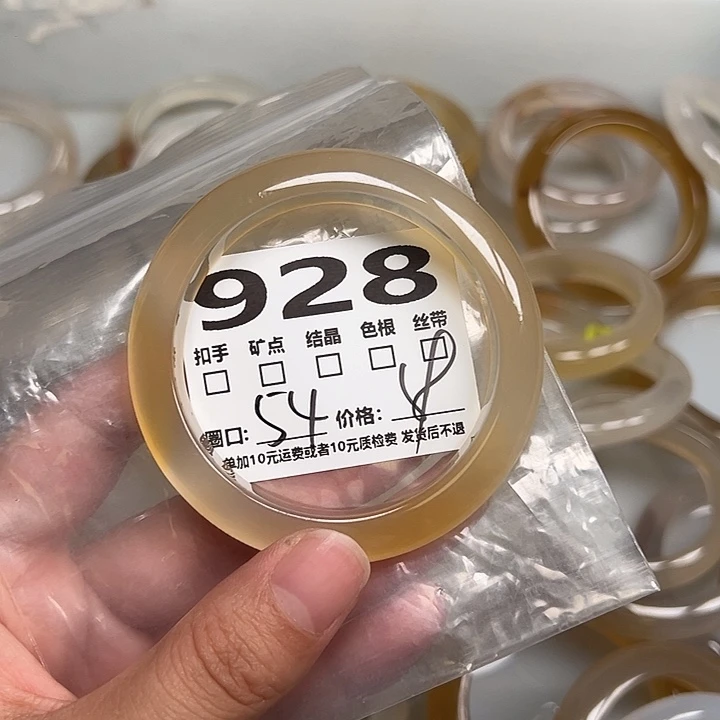 928
扣手 矿点 结晶 色根 丝带
圈口: 54 价格:
单加10元运费或者10元质检费 发货后不退